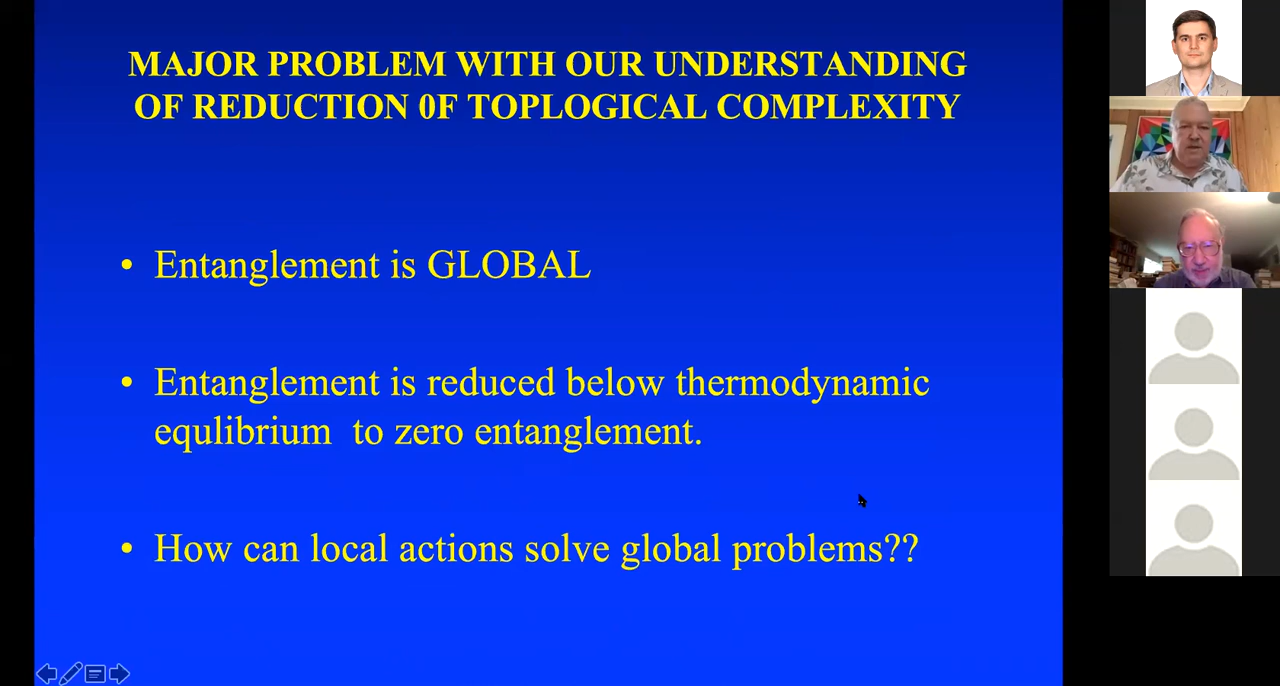 MAJOR PROBLEM WITH OUR UNDERSTANDING
OF REDUCTION 0F TOPLOGICAL COMPLEXITY
• Entanglement is GLOBAL
• Entanglement is reduced below thermodynamic
equlibrium to zero entanglement.
• How can local actions solve global problems??